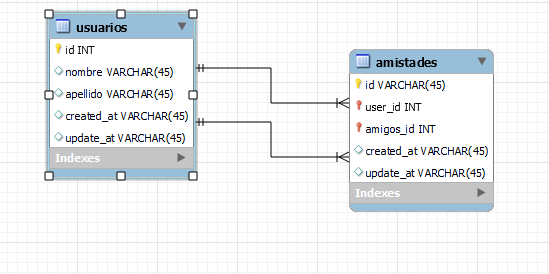 usuarios
id INT
nombre VARCHAR(45)
apellido VARCHAR(45)
created_at VARCHAR(45)
update_at VARCHAR(45)
Indexes
amistades
id VARCHAR(45)
user_id INT
amigos_id INT
created_at VARCHAR(45)
update_at VARCHAR(45)
Indexes